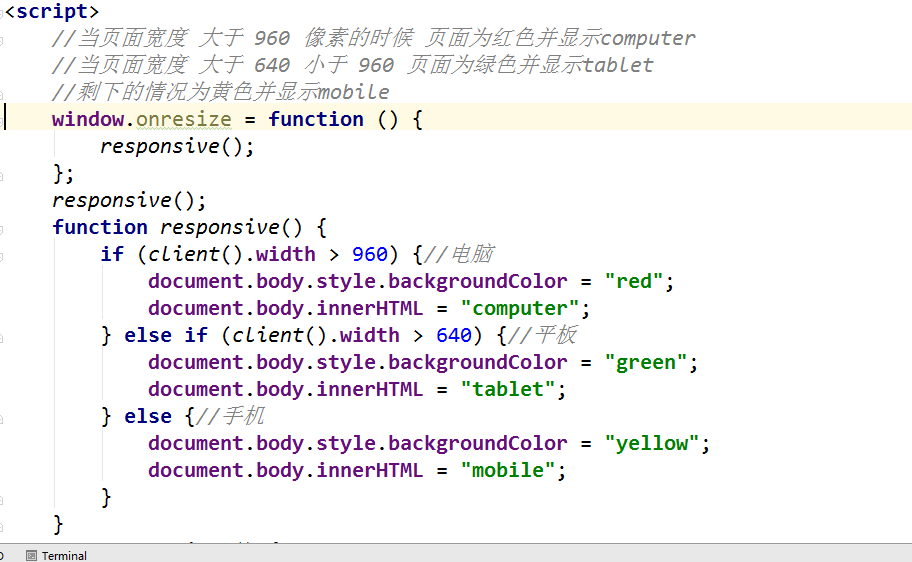 <script>
//当页面宽度 大于 960 像素的时候 页面为红色并显示computer
//当页面宽度 大于 640 小于 960 页面为绿色并显示tablet
//剩下的情况为黄色并显示mobile
window.onresize = function () {
responsive();
};
responsive();
function responsive() {
if (client().width > 960) {//电脑
document.body.style.backgroundColor = "red";
document.body.innerHTML = "computer";
} else if (client().width > 640) {//平板
document.body.style.backgroundColor = "green";
document.body.innerHTML = "tablet";
} else {//手机
document.body.style.backgroundColor = "yellow";
document.body.innerHTML = "mobile";
}
}
Terminal